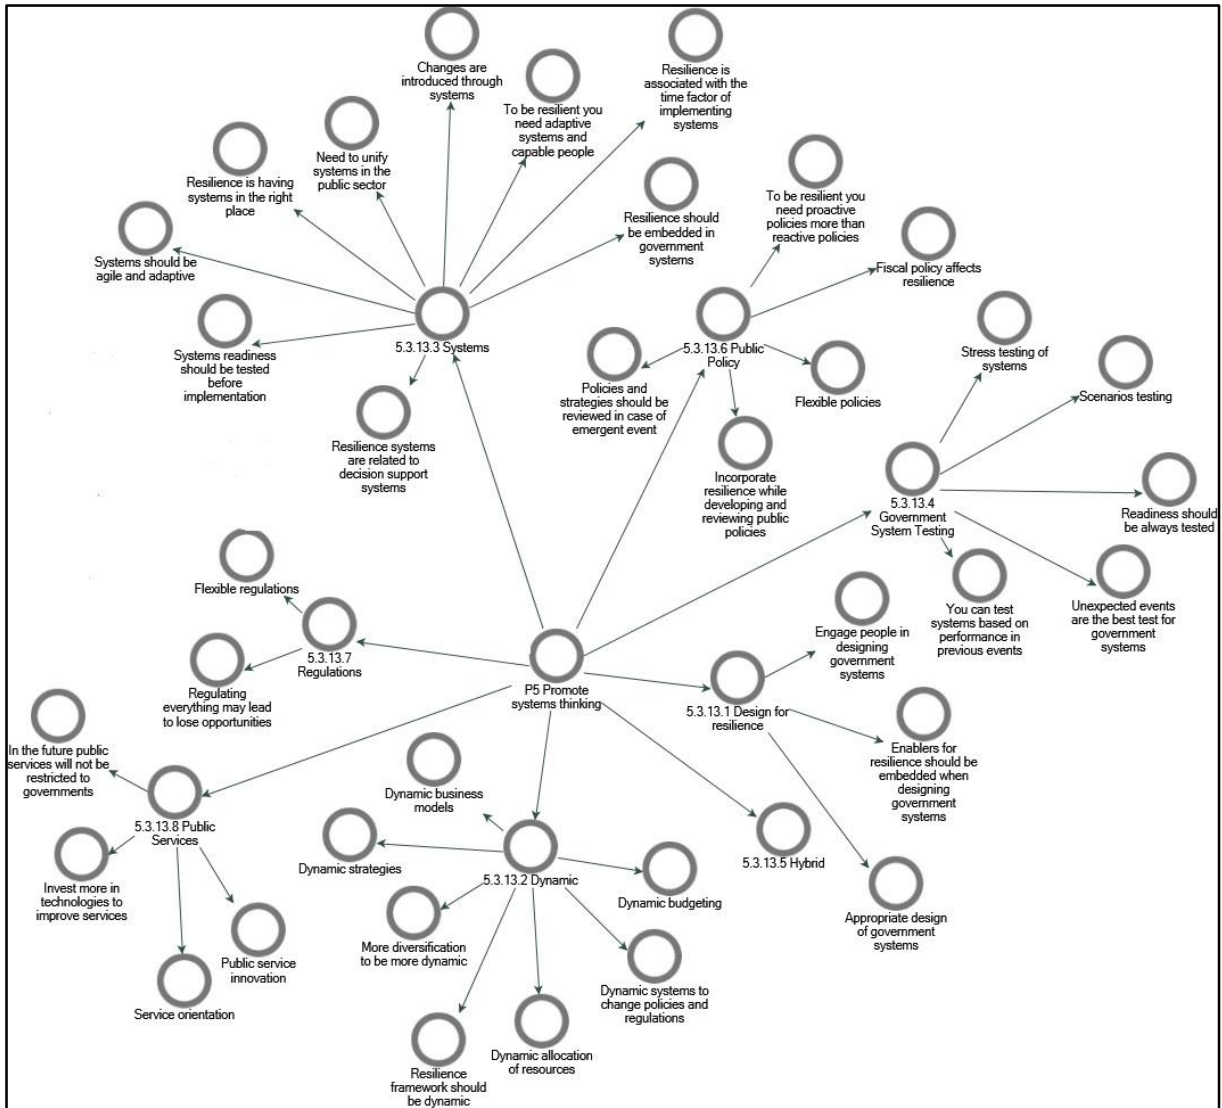 Changes are
introduced through
systems
To be resilient you
need adaptive
systems and
capable people
Resilience is
associated with the
time factor of
implementing
systems
Need to unify
systems in the
public sector
Resilience is having
systems in the right
place
Systems should be
agile and adaptive
Resilience should
be embedded in
government
systems
To be resilient you
need proactive
policies more than
reactive policies
Fiscal policy affects
resilience
5.3.13.3 Systems
Systems readiness
should be tested
before
implementation
Resilience systems
are related to
decision support
systems
5.3.13.6 Public
Policy
Policies and
strategies should be
reviewed in case of
emergent event
Flexible policies
Incorporate
resilience while
developing and
reviewing public
policies
Stress testing of
systems
Scenarios testing
5.3.13.4
Government
System Testing
Readiness should
be always tested
You can test
systems based on
performance in
previous events
Unexpected events
are the best test for
government
systems
Flexible regulations
5.3.13.7
Regulations
Regulating
everything may lead
to lose opportunities
P5 Promote
systems thinking
Engage people in
designing
government
systems
5.3.13.1 Design for
resilience
Enablers for
resilience should be
embedded when
designing
government
systems
Appropriate design
of government
systems
5.3.13.5 Hybrid
In the future public
services will not be
restricted to
governments
5.3.13.8 Public
Services
Invest more in
technologies to
improve services
Public service
innovation
Service orientation
Dynamic business
models
Dynamic strategies
5.3.13.2 Dynamic
Dynamic budgeting
More diversification
to be more dynamic
Dynamic systems to
change policies and
regulations
Dynamic allocation
of resources
Resilience
framework should
be dynamic